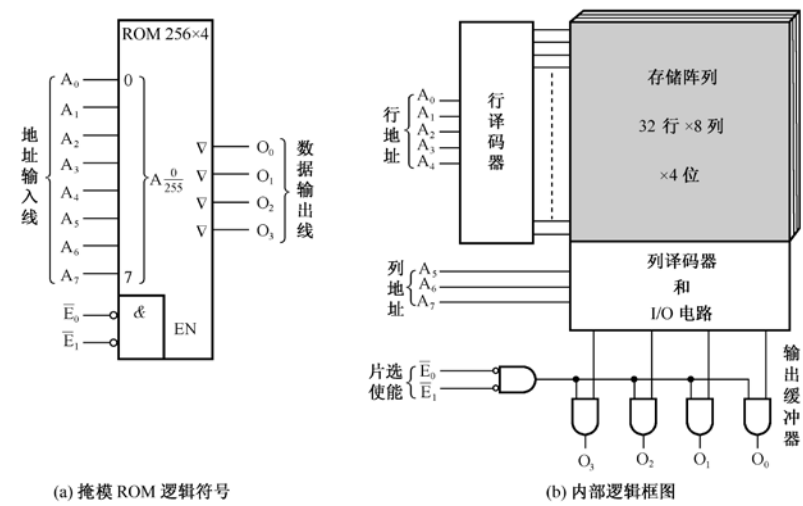 ROM 256×4
地址输入线
A₀
A₁
A₂
A₃
A₄
A₅
A₆
A₇
0
7
A 0/255
∇ O₀
∇ O₁
∇ O₂
∇ O₃
数据输出线
E̅₀
E̅₁
&
EN
(a) 掩模 ROM 逻辑符号
行地址
A₀
A₁
A₂
A₃
A₄
行译码器
存储阵列
32 行 ×8 列
×4 位
列地址
A₅
A₆
A₇
列译码器
和
I/O 电路
片选
使能
E̅₀
E̅₁
输出缓冲器
O₃ O₂ O₁ O₀
(b) 内部逻辑框图